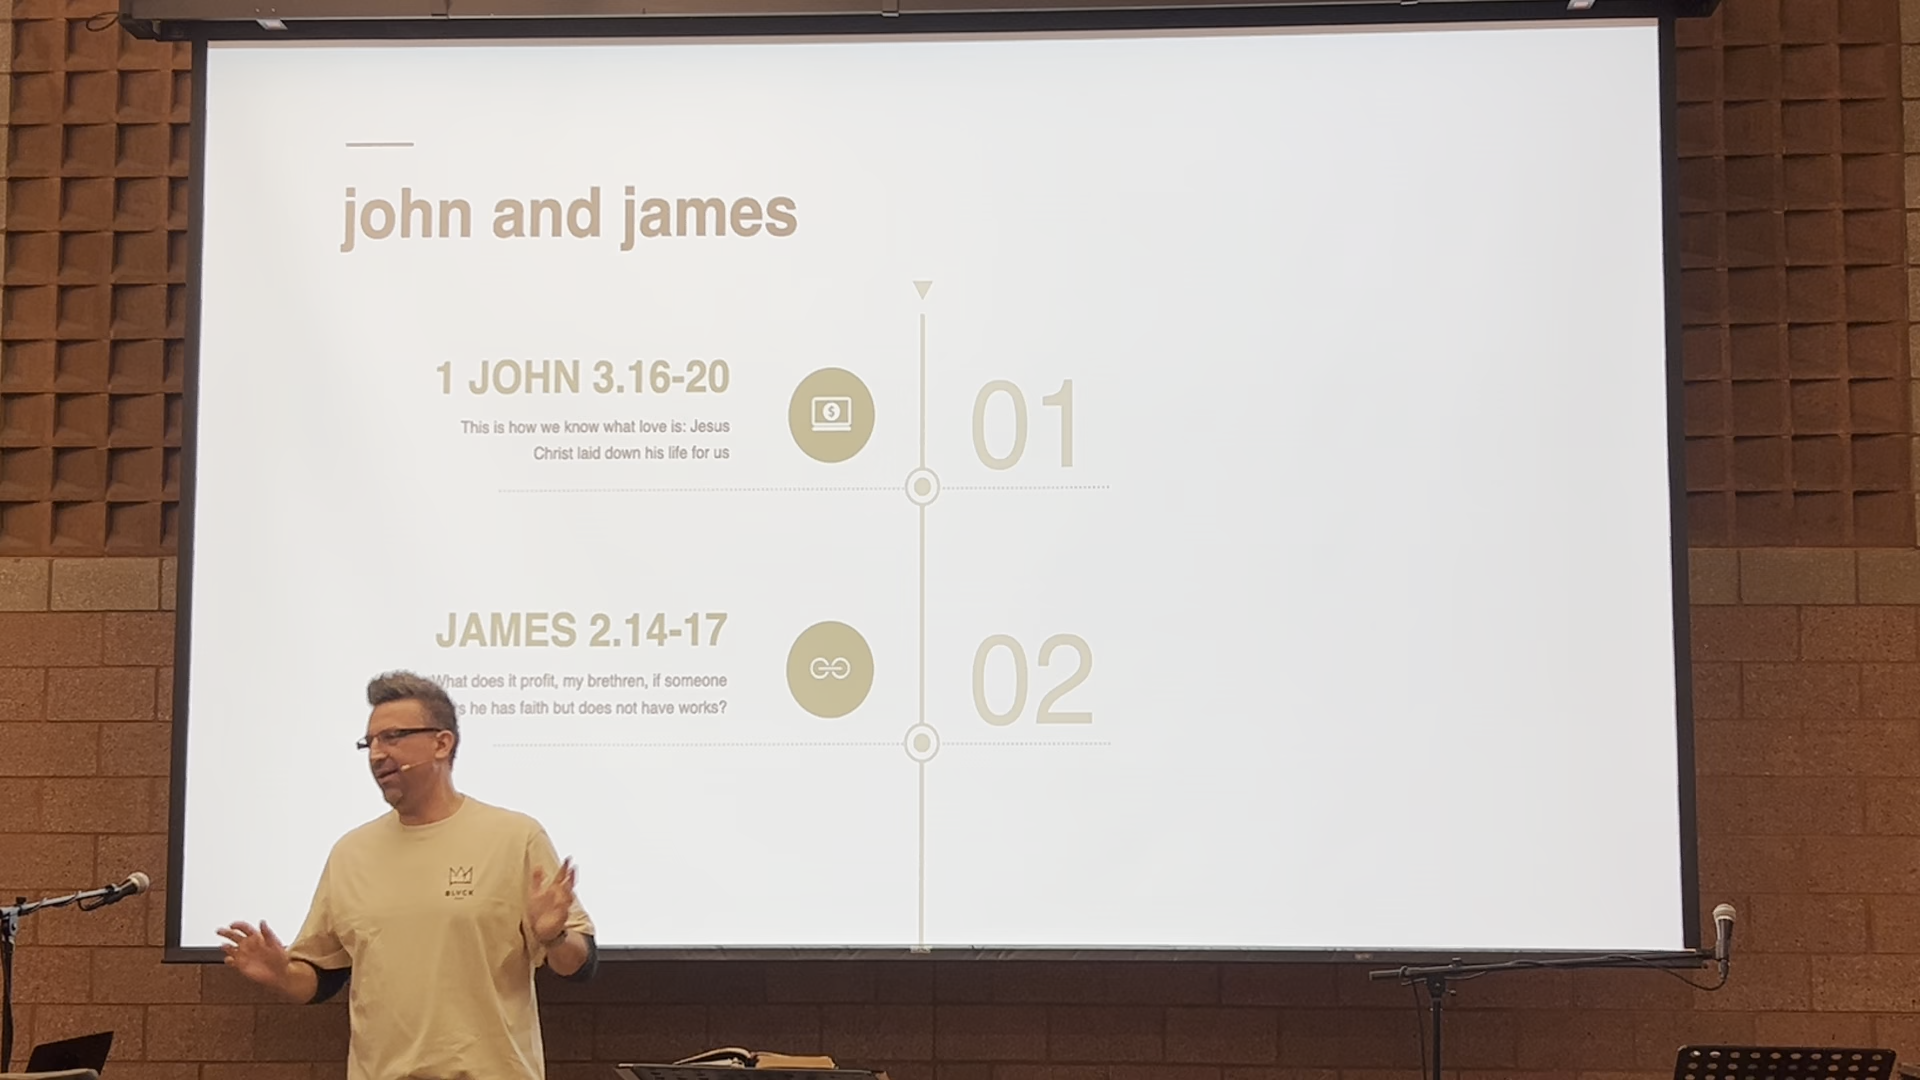 john and james
1 JOHN 3.16-20
This is how we know what love is: Jesus
Christ laid down his life for us
01
JAMES 2.14-17
What does it profit, my brethren, if someone
he has faith but does not have works?
02
BLVCK